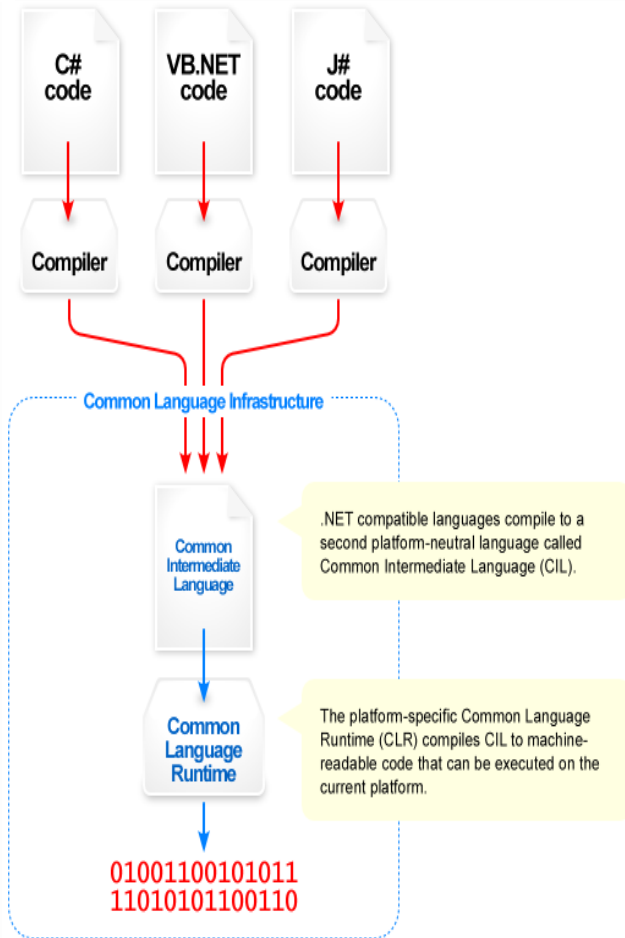 C#
code
VB.NET
code
J#
code
Compiler
Compiler
Compiler
Common Language Infrastructure
Common
Intermediate
Language
.NET compatible languages compile to a
second platform-neutral language called
Common Intermediate Language (CIL).
Common
Language
Runtime
The platform-specific Common Language
Runtime (CLR) compiles CIL to machine-
readable code that can be executed on the
current platform.
01001100101011
11010101100110